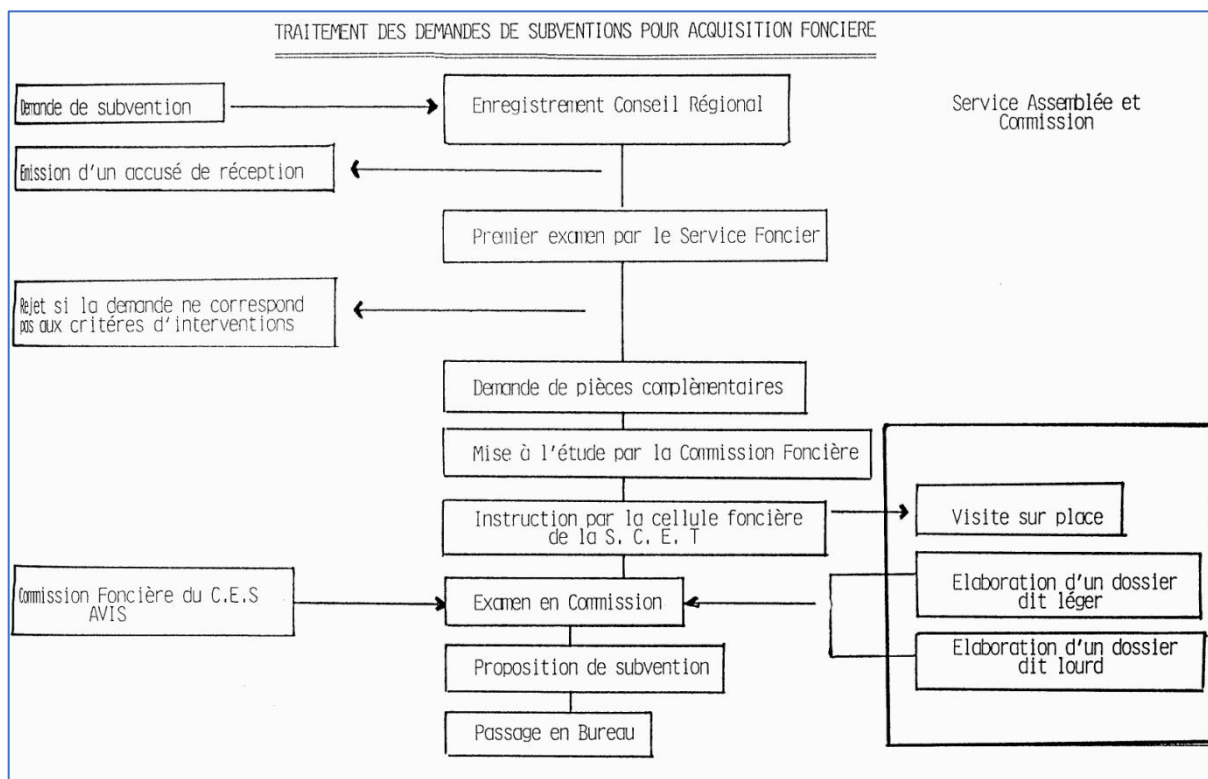 TRAITEMENT DES DEMANDES DE SUBVENTIONS POUR ACQUISITION FONCIERE
Demande de subvention
Enregistrement Conseil Régional
Service Assemblée et
Commission
Emission d'un accusé de réception
Premier examen par le Service Foncier
Rejet si la demande ne correspond
pas aux critéres d'interventions
Demande de pièces complèmentaires
Mise à l'étude par la Commission Foncière
Instruction par la cellule foncière
de la S. C. E. T
Visite sur place
Elaboration d'un dossier
dit léger
Commission Foncière du C.E.S
AVIS
Examen en Commission
Elaboration d'un dossier
dit lourd
Proposition de subvention
Passage en Bureau